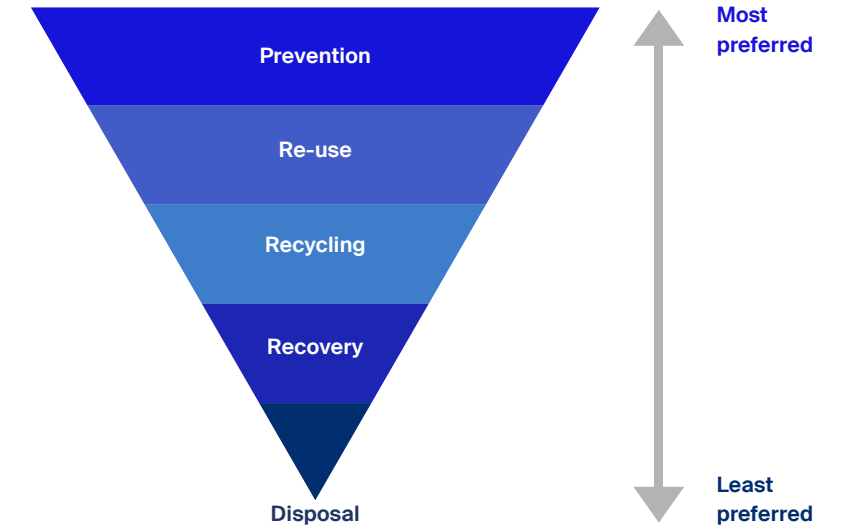 Prevention
Re-use
Recycling
Recovery
Disposal
Most
preferred
Least
preferred